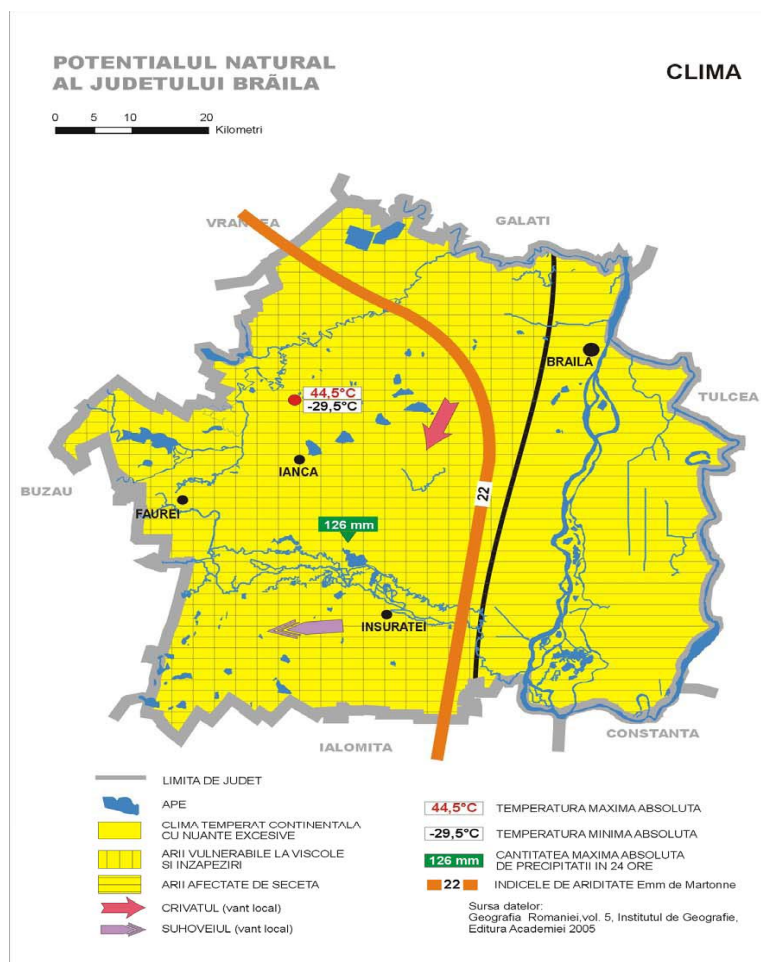 POTENTIALUL NATURAL
AL JUDETULUI BRĂILA
CLIMA
0 5 10 20
Kilometri
VRANCEA
GALATI
BRAILA
44,5°C
-29,5°C
TULCEA
IANCA
BUZAU
FAUREI
22
126 mm
INSURATEI
IALOMITA
CONSTANTA
LIMITA DE JUDET
APE
CLIMA TEMPERAT CONTINENTALA
CU NUANTE EXCESIVE
ARII VULNERABILE LA VISCOLE
SI INZAPEZIRI
ARII AFECTATE DE SECETA
CRIVATUL (vant local)
SUHOVEIUL (vant local)
44,5°C TEMPERATURA MAXIMA ABSOLUTA
-29,5°C TEMPERATURA MINIMA ABSOLUTA
126 mm CANTITATEA MAXIMA ABSOLUTA
DE PRECIPITATII IN 24 ORE
22 INDICELE DE ARIDITATE Emm de Martonne
Sursa datelor:
Geografia Romaniei,vol. 5, Institutul de Geografie,
Editura Academiei 2005